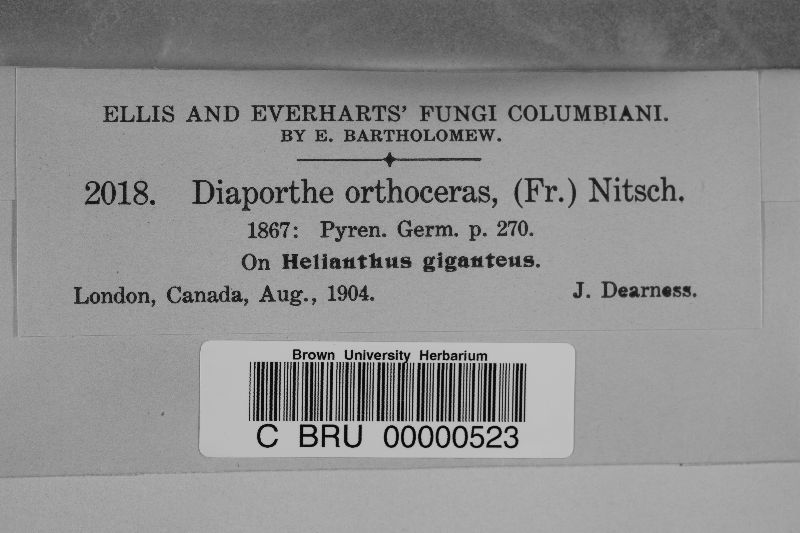 ELLIS AND EVERHARTS' FUNGI COLUMBIANI.
BY E. BARTHOLOMEW.
2018. Diaporthe orthoceras, (Fr.) Nitsch.
1867: Pyren. Germ. p. 270.
On Helianthus giganteus.
London, Canada, Aug., 1904. J. Dearness.
Brown University Herbarium
C BRU 00000523